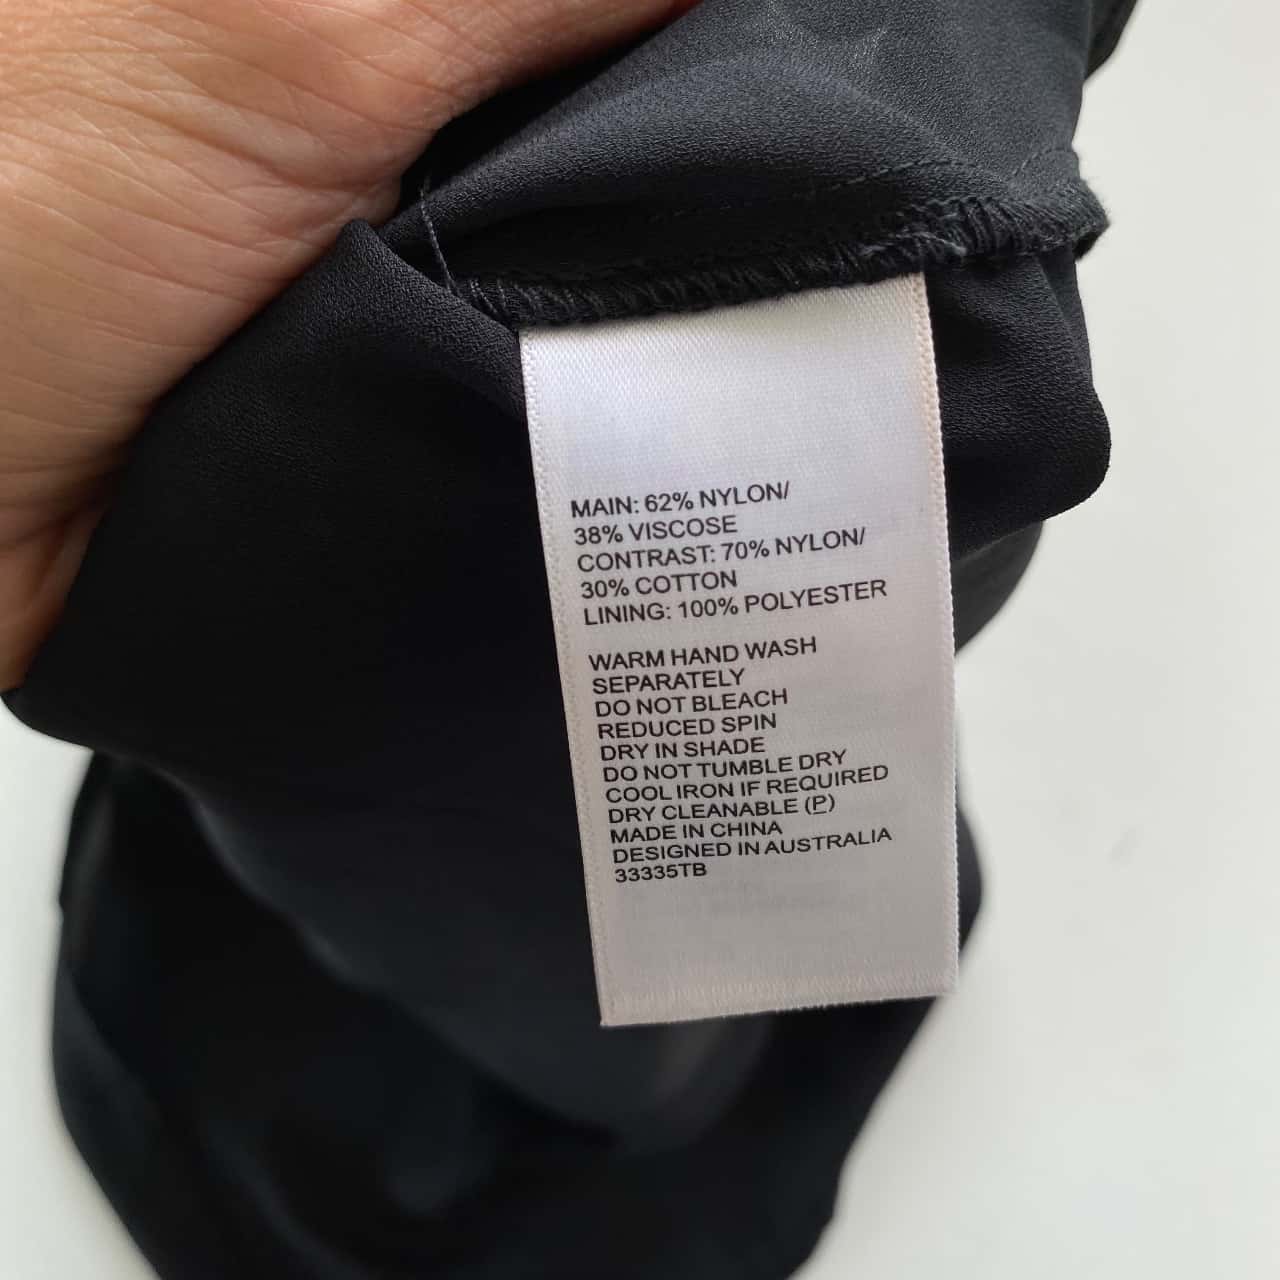 MAIN: 62% NYLON/
38% VISCOSE
CONTRAST: 70% NYLON/
30% COTTON
LINING: 100% POLYESTER
WARM HAND WASH
SEPARATELY
DO NOT BLEACH
REDUCED SPIN
DRY IN SHADE
DO NOT TUMBLE DRY
COOL IRON IF REQUIRED
DRY CLEANABLE (P)
MADE IN CHINA
DESIGNED IN AUSTRALIA
33335TB